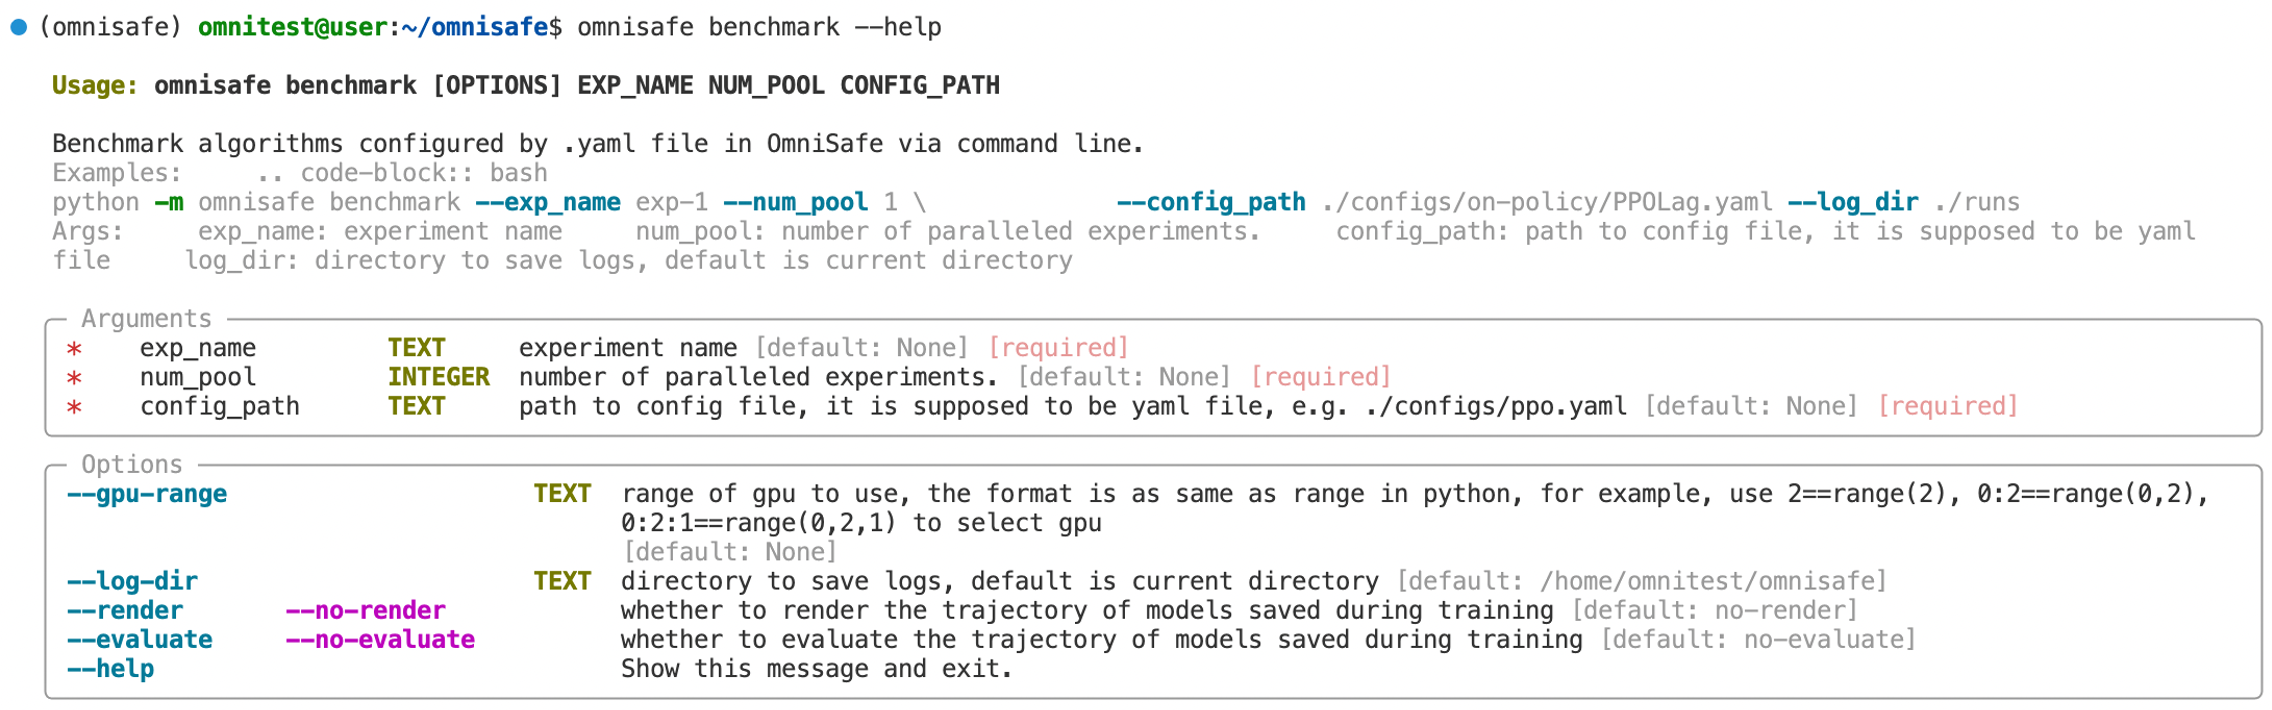 (omnisafe) omnitest@user:~/omnisafe$ omnisafe benchmark --help
Usage: omnisafe benchmark [OPTIONS] EXP_NAME NUM_POOL CONFIG_PATH
Benchmark algorithms configured by .yaml file in OmniSafe via command line.
Examples:     .. code-block:: bash
python -m omnisafe benchmark --exp_name exp-1 --num_pool 1 \             --config_path ./configs/on-policy/PPOLag.yaml --log_dir ./runs
Args:     exp_name: experiment name     num_pool: number of paralleled experiments.     config_path: path to config file, it is supposed to be yaml
file     log_dir: directory to save logs, default is current directory
Arguments
*    exp_name         TEXT     experiment name [default: None] [required]
*    num_pool         INTEGER  number of paralleled experiments. [default: None] [required]
*    config_path      TEXT     path to config file, it is supposed to be yaml file, e.g. ./configs/ppo.yaml [default: None] [required]
Options
--gpu-range                     TEXT  range of gpu to use, the format is as same as range in python, for example, use 2==range(2), 0:2==range(0,2),
0:2:1==range(0,2,1) to select gpu
[default: None]
--log-dir                       TEXT  directory to save logs, default is current directory [default: /home/omnitest/omnisafe]
--render       --no-render            whether to render the trajectory of models saved during training [default: no-render]
--evaluate     --no-evaluate          whether to evaluate the trajectory of models saved during training [default: no-evaluate]
--help                                Show this message and exit.